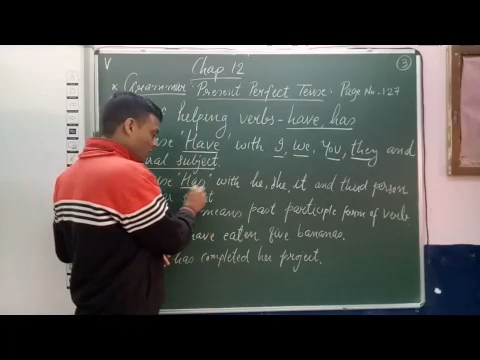 V Chap 12 3
* Grammar: Present Perfect Tense. Page No. 127
helping verbs - have, has
use 'Have' with I, we, You, they and
subject.
use 'Has' with he, she, it and third person
means past participle form of verb
have eaten five bananas.
has completed her project.